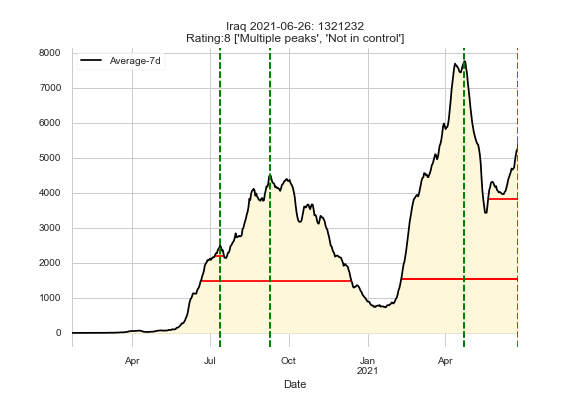 Iraq 2021-06-26: 1321232
Rating:8 ['Multiple peaks', 'Not in control']
Average-7d
8000
7000
6000
5000
4000
3000
2000
1000
0
Apr
Jul
Oct
Jan
2021
Apr
Date